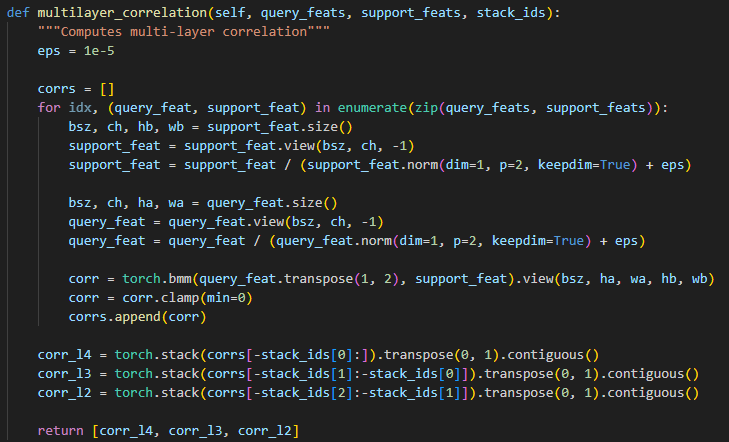 def multilayer_correlation(self, query_feats, support_feats, stack_ids):
    """Computes multi-layer correlation"""
    eps = 1e-5

    corrs = []
    for idx, (query_feat, support_feat) in enumerate(zip(query_feats, support_feats)):
        bsz, ch, hb, wb = support_feat.size()
        support_feat = support_feat.view(bsz, ch, -1)
        support_feat = support_feat / (support_feat.norm(dim=1, p=2, keepdim=True) + eps)

        bsz, ch, ha, wa = query_feat.size()
        query_feat = query_feat.view(bsz, ch, -1)
        query_feat = query_feat / (query_feat.norm(dim=1, p=2, keepdim=True) + eps)

        corr = torch.bmm(query_feat.transpose(1, 2), support_feat).view(bsz, ha, wa, hb, wb)
        corr = corr.clamp(min=0)
        corrs.append(corr)

    corr_l4 = torch.stack(corrs[-stack_ids[0]:]).transpose(0, 1).contiguous()
    corr_l3 = torch.stack(corrs[-stack_ids[1]:-stack_ids[0]]).transpose(0, 1).contiguous()
    corr_l2 = torch.stack(corrs[-stack_ids[2]:-stack_ids[1]]).transpose(0, 1).contiguous()

    return [corr_l4, corr_l3, corr_l2]